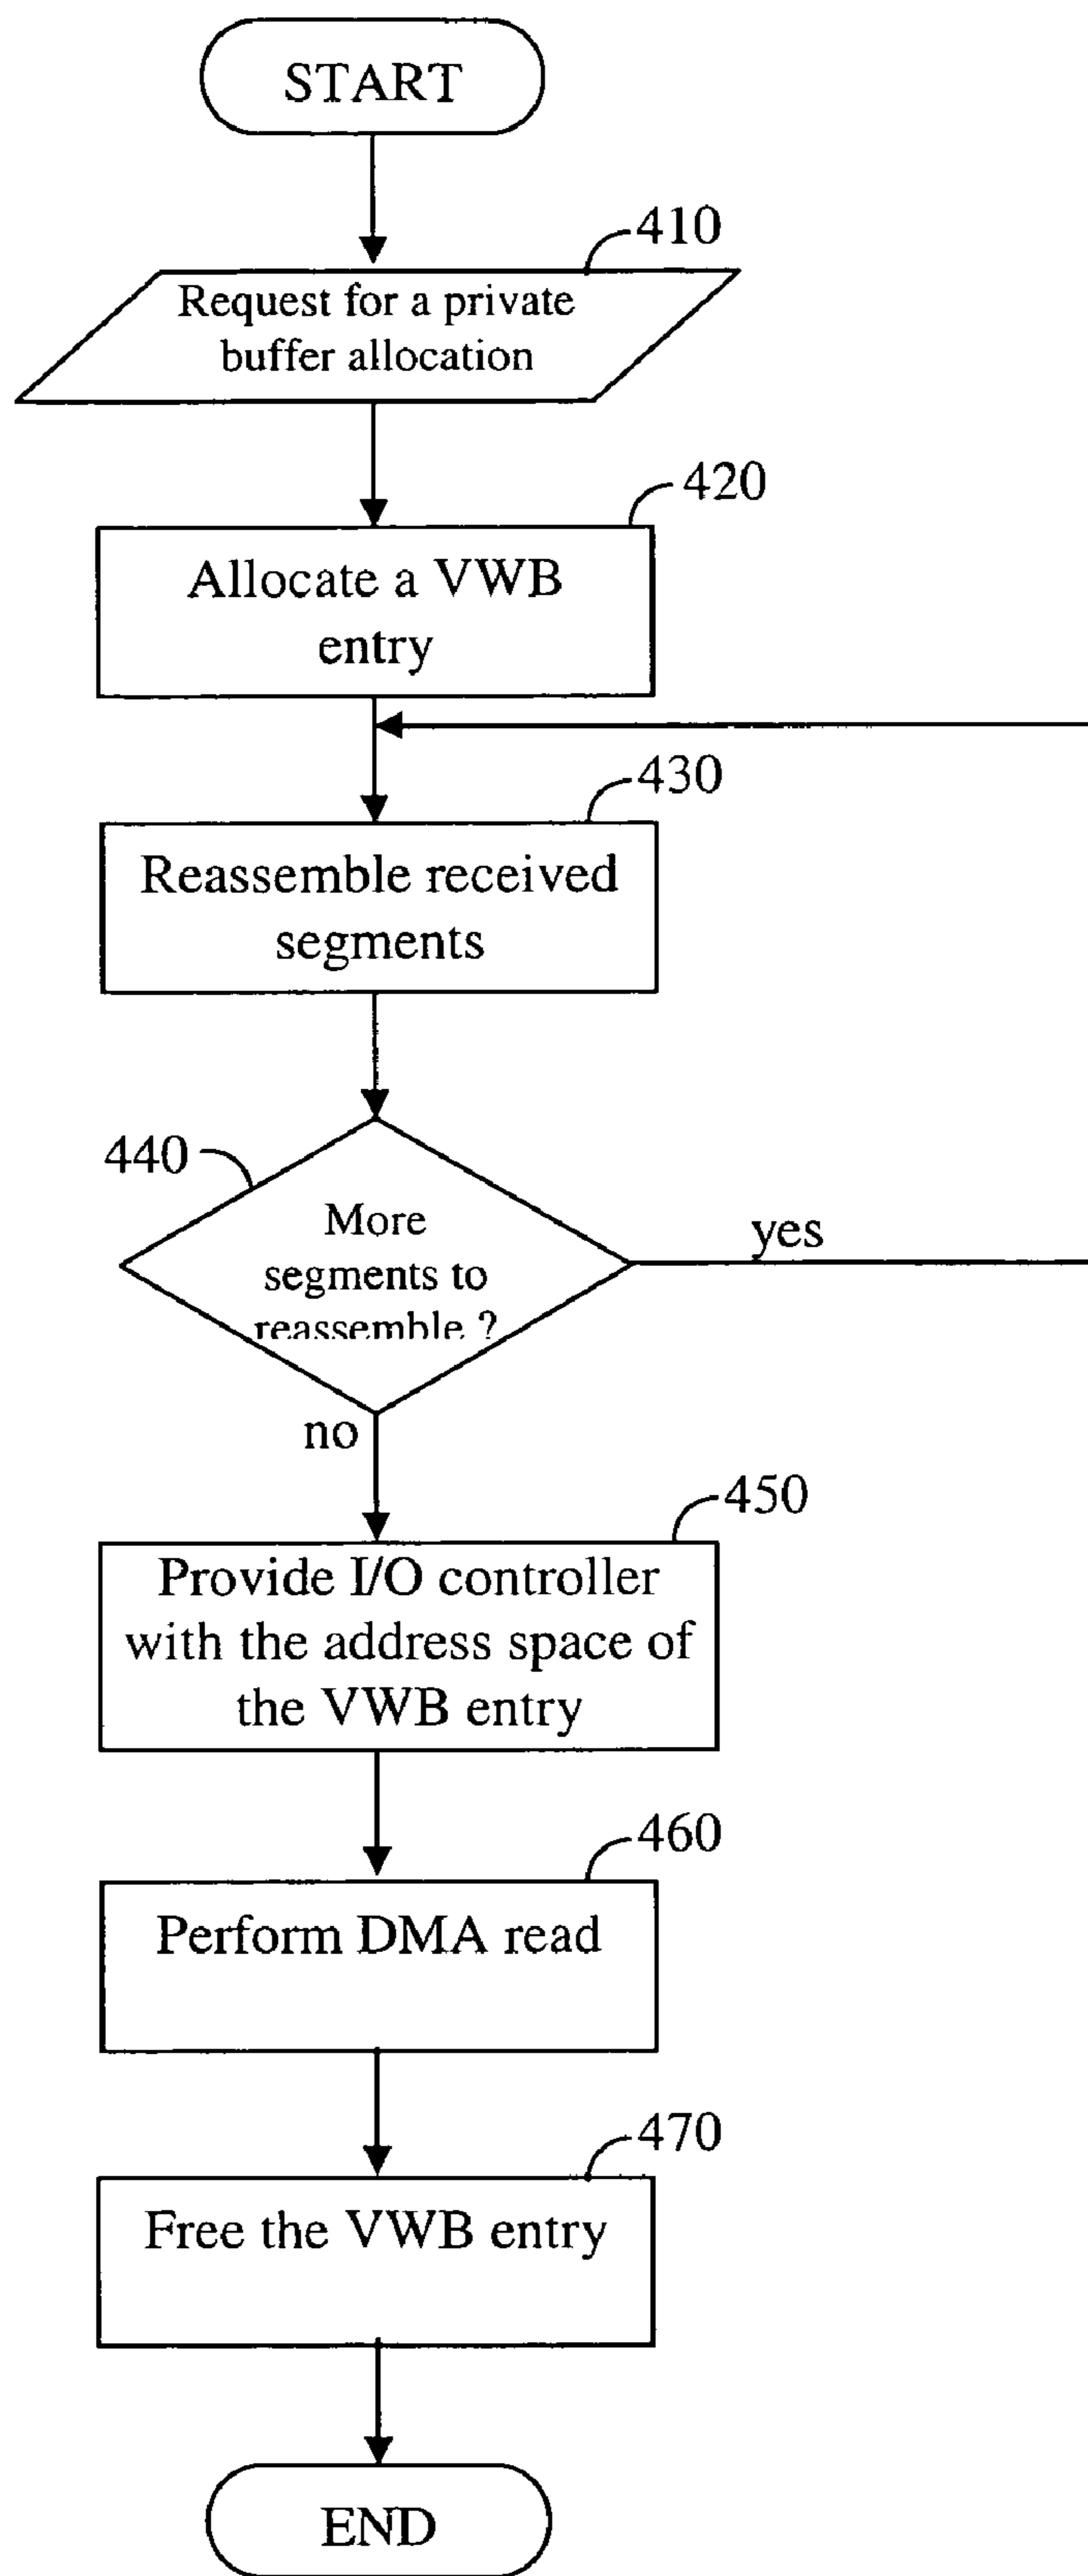 START
410
Request for a private
buffer allocation
420
Allocate a VWB
entry
430
Reassemble received
segments
440
More
segments to
reassemble ?
yes
no
450
Provide I/O controller
with the address space of
the VWB entry
460
Perform DMA read
470
Free the VWB entry
END